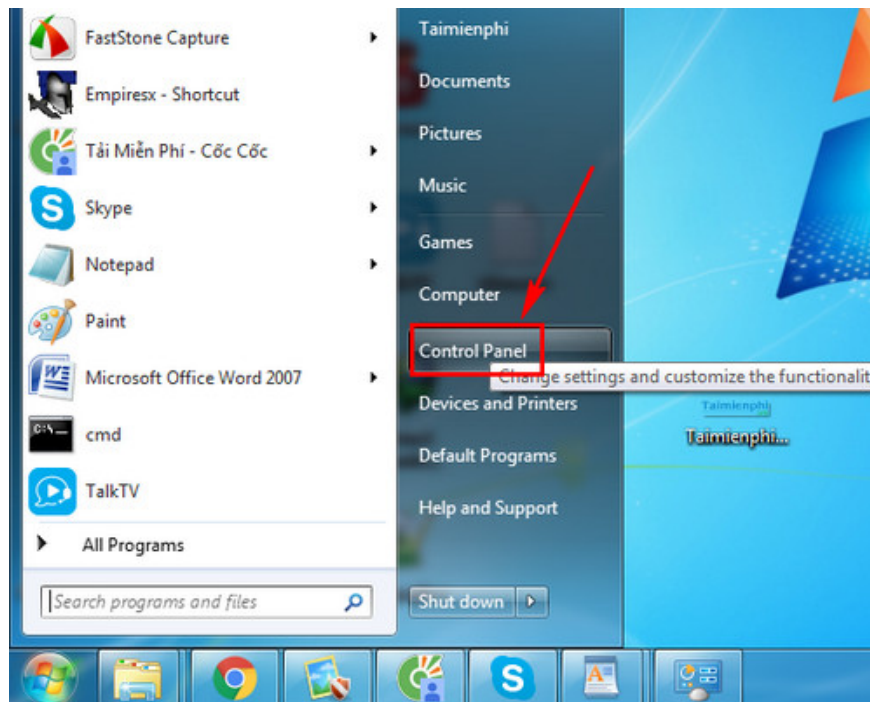 FastStone Capture
Empiresx - Shortcut
Tải Miễn Phí - Cốc Cốc
Skype
Notepad
Paint
Microsoft Office Word 2007
cmd
TalkTV
All Programs
Search programs and files
Taimienphi
Documents
Pictures
Music
Games
Computer
Control Panel
Change settings and customize the functionalit
Devices and Printers
Default Programs
Help and Support
Shut down
Taimienphi
Taimienphi...